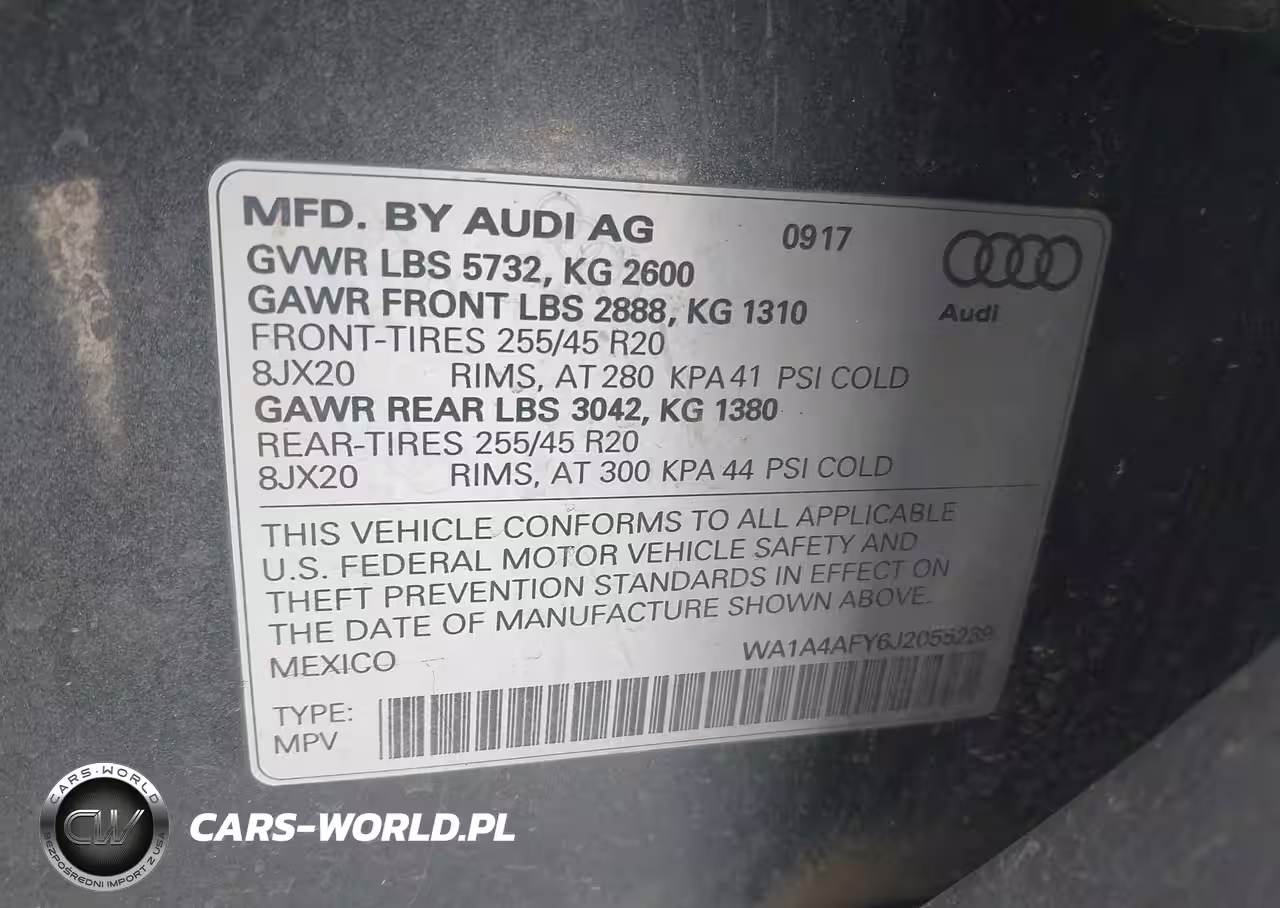 MFD. BY AUDI AG 0917
GVWR LBS 5732, KG 2600
GAWR FRONT LBS 2888, KG 1310
Audi
FRONT-TIRES 255/45 R20
8JX20 RIMS, AT 280 KPA 41 PSI COLD
GAWR REAR LBS 3042, KG 1380
REAR-TIRES 255/45 R20
8JX20 RIMS, AT 300 KPA 44 PSI COLD
THIS VEHICLE CONFORMS TO ALL APPLICABLE
U.S. FEDERAL MOTOR VEHICLE SAFETY AND
THEFT PREVENTION STANDARDS IN EFFECT ON
THE DATE OF MANUFACTURE SHOWN ABOVE.
MEXICO WA1A4AFY6J2055239
TYPE:
MPV
CARS-WORLD
CW
BEZPOŚREDNI IMPORT Z USA
CARS-WORLD.PL